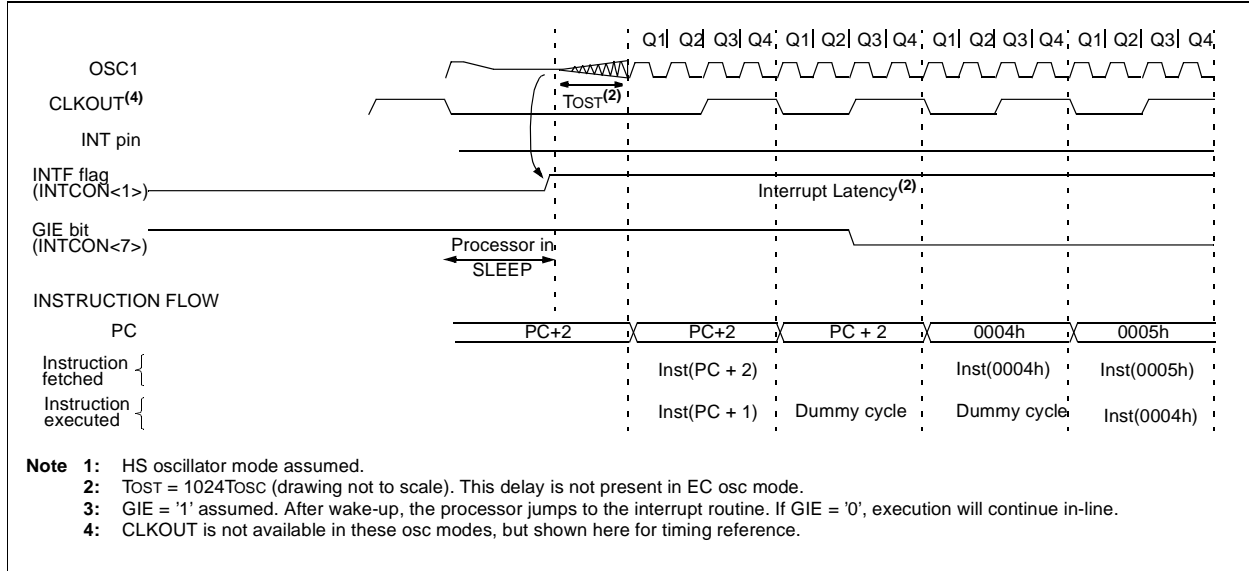 Q1 Q2 Q3 Q4 Q1 Q2 Q3 Q4 Q1 Q2 Q3 Q4 Q1 Q2 Q3 Q4
OSC1
CLKOUT(4)
TOST(2)
INT pin
INTF flag
(INTCON<1>)
Interrupt Latency(2)
GIE bit
(INTCON<7>)
Processor in
SLEEP
INSTRUCTION FLOW
PC PC+2 PC+2 PC + 2 0004h 0005h
Instruction
fetched
Inst(PC + 2) Inst(0004h) Inst(0005h)
Instruction
executed
Inst(PC + 1) Dummy cycle Dummy cycle Inst(0004h)
Note 1: HS oscillator mode assumed.
2: TOST = 1024TOSC (drawing not to scale). This delay is not present in EC osc mode.
3: GIE = '1' assumed. After wake-up, the processor jumps to the interrupt routine. If GIE = '0', execution will continue in-line.
4: CLKOUT is not available in these osc modes, but shown here for timing reference.